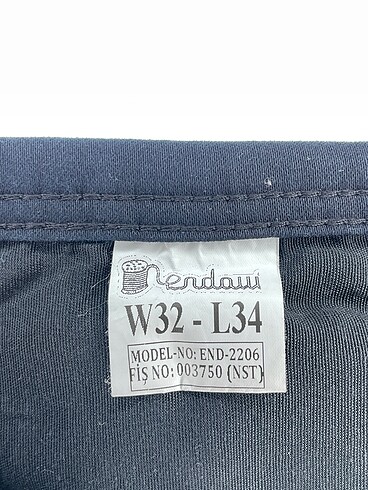 endaw
W32 - L34
MODEL-NO: END-2206
FİŞ NO: 003750 (NST)